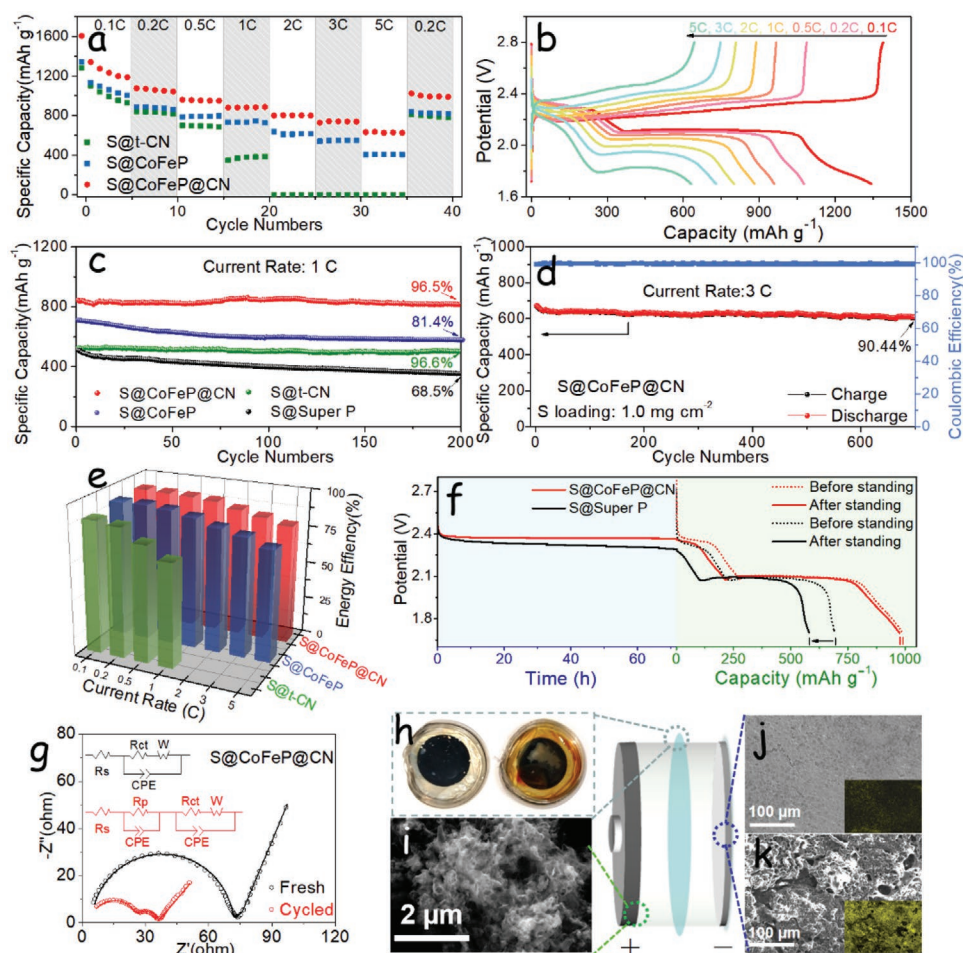 a
0.1C 0.2C 0.5C 1C 2C 3C 5C 0.2C
Specific Capacity(mAh g⁻¹)
1600
1200
800
400
0
S@t-CN
S@CoFeP
S@CoFeP@CN
0 10 20 30 40
Cycle Numbers
b
5C, 3C, 2C, 1C, 0.5C, 0.2C, 0.1C
Potential (V)
2.8
2.4
2.0
1.6
0 300 600 900 1200 1500
Capacity (mAh g⁻¹)
c
Current Rate: 1 C
Specific Capacity(mAh g⁻¹)
1200
800
400
0
96.5%
81.4%
96.6%
68.5%
S@CoFeP@CN
S@t-CN
S@CoFeP
S@Super P
0 50 100 150 200
Cycle Numbers
d
Current Rate:3 C
Specific Capacity(mAh g⁻¹)
1000
900
800
600
400
200
0
100
80
60
40
20
0
Coulombic Efficiency(%)
90.44%
S@CoFeP@CN
S loading: 1.0 mg cm⁻²
Charge
Discharge
0 200 400 600
Cycle Numbers
e
100
75
50
25
0
Energy Effiency(%)
0.1 0.2 0.5 1 2 3 5
Current Rate (C)
S@CoFeP@CN
S@CoFeP
S@t-CN
f
Potential (V)
2.7
2.4
2.1
1.8
S@CoFeP@CN
S@Super P
Before standing
After standing
Before standing
After standing
0 20 40 60
Time (h)
0 250 500 750 1000
Capacity (mAh g⁻¹)
g
S@CoFeP@CN
-Z''(ohm)
80
60
40
20
0
Rs
Rct
W
CPE
Rs
Rp
CPE
Rct
W
CPE
Fresh
Cycled
0 30 60 90 120
Z'(ohm)
h
i
2 μm
+
−
j
100 μm
k
100 μm